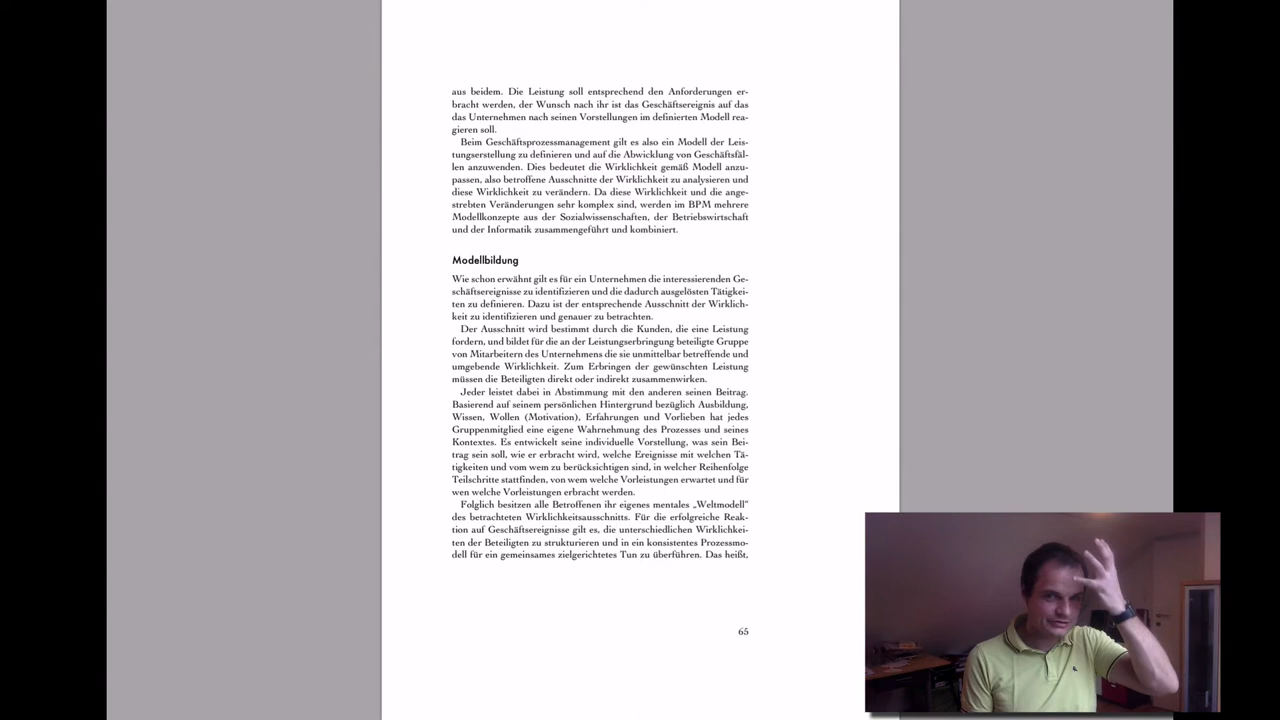 aus beidem. Die Leistung soll entsprechend den Anforderungen er-
bracht werden, der Wunsch nach ihr ist das Geschäftsereignis auf das
das Unternehmen nach seinen Vorstellungen im definierten Modell rea-
gieren soll.
Beim Geschäftsprozessmanagement gilt es also ein Modell der Leis-
tungserstellung zu definieren und auf die Abwicklung von Geschäftsfäl-
len anzuwenden. Dies bedeutet die Wirklichkeit gemäß Modell anzu-
passen, also betroffene Ausschnitte der Wirklichkeit zu analysieren und
diese Wirklichkeit zu verändern. Da diese Wirklichkeit und die ange-
strebten Veränderungen sehr komplex sind, werden im BPM mehrere
Modellkonzepte aus der Sozialwissenschaften, der Betriebswirtschaft
und der Informatik zusammengeführt und kombiniert.
Modellbildung
Wie schon erwähnt gilt es für ein Unternehmen die interessierenden Ge-
schäftsereignisse zu identifizieren und die dadurch ausgelösten Tätigkei-
ten zu definieren. Dazu ist der entsprechende Ausschnitt der Wirklich-
keit zu identifizieren und genauer zu betrachten.
Der Ausschnitt wird bestimmt durch die Kunden, die eine Leistung
fordern, und bildet für die an der Leistungserbringung beteiligte Gruppe
von Mitarbeitern des Unternehmens die sie unmittelbar betreffende und
umgebende Wirklichkeit. Zum Erbringen der gewünschten Leistung
müssen die Beteiligten direkt oder indirekt zusammenwirken.
Jeder leistet dabei in Abstimmung mit den anderen seinen Beitrag.
Basierend auf seinem persönlichen Hintergrund bezüglich Ausbildung,
Wissen, Wollen (Motivation), Erfahrungen und Vorlieben hat jedes
Gruppenmitglied eine eigene Wahrnehmung des Prozesses und seines
Kontextes. Es entwickelt seine individuelle Vorstellung, was sein Bei-
trag sein soll, wie er erbracht wird, welche Ereignisse mit welchen Tä-
tigkeiten und vom wem zu berücksichtigen sind, in welcher Reihenfolge
Teilschritte stattfinden, von wem welche Vorleistungen erwartet und für
wen welche Vorleistungen erbracht werden.
Folglich besitzen alle Betroffenen ihr eigenes mentales „Weltmodell“
des betrachteten Wirklichkeitsausschnitts. Für die erfolgreiche Reak-
tion auf Geschäftsereignisse gilt es, die unterschiedlichen Wirklichkei-
ten der Beteiligten zu strukturieren und in ein konsistentes Prozessmo-
dell für ein gemeinsames zielgerichtetes Tun zu überführen. Das heißt,
65